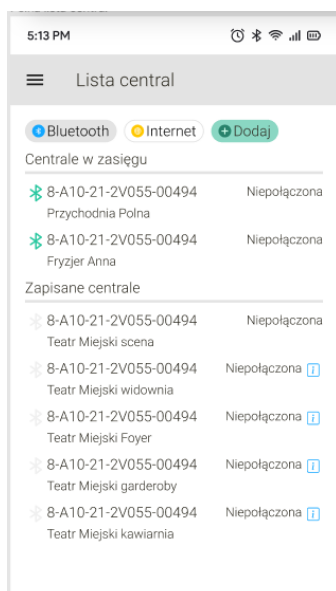 5:13 PM
Lista central
Bluetooth Internet Dodaj
Centrale w zasięgu
8-A10-21-2V055-00494 Niepołączona
Przychodnia Polna
8-A10-21-2V055-00494 Niepołączona
Fryzjer Anna
Zapisane centrale
8-A10-21-2V055-00494 Niepołączona
Teatr Miejski scena
8-A10-21-2V055-00494 Niepołączona i
Teatr Miejski widownia
8-A10-21-2V055-00494 Niepołączona i
Teatr Miejski Foyer
8-A10-21-2V055-00494 Niepołączona i
Teatr Miejski garderoby
8-A10-21-2V055-00494 Niepołączona i
Teatr Miejski kawiarnia